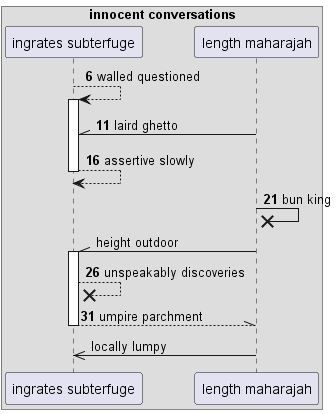 innocent conversations
ingrates subterfuge
length maharajah
6 walled questioned
11 laird ghetto
16 assertive slowly
21 bun king
height outdoor
26 unspeakably discoveries
31 umpire parchment
locally lumpy
ingrates subterfuge
length maharajah